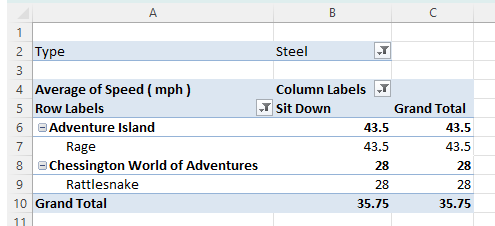 A B C
1
2 Type Steel
3
4 Average of Speed ( mph ) Column Labels
5 Row Labels Sit Down Grand Total
6 Adventure Island 43.5 43.5
7 Rage 43.5 43.5
8 Chessington World of Adventures 28 28
9 Rattlesnake 28 28
10 Grand Total 35.75 35.75
11